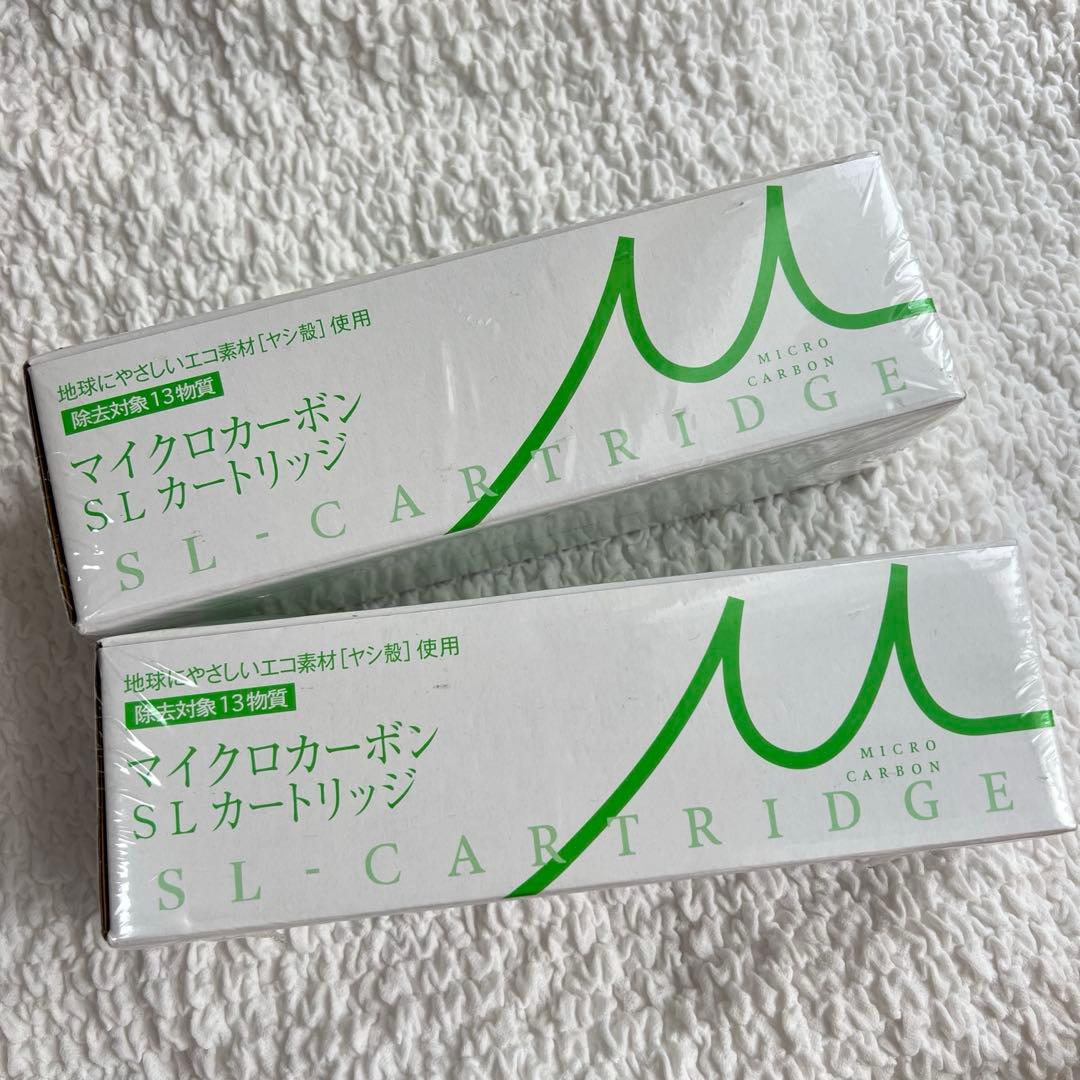 地球にやさしいエコ素材[ヤシ殻]使用
除去対象13物質
マイクロカーボン
SLカートリッジ
SL-CARTRIDGE
MICRO
CARBON
地球にやさしいエコ素材[ヤシ殻]使用
除去対象13物質
マイクロカーボン
SLカートリッジ
SL-CARTRIDGE
MICRO
CARBON